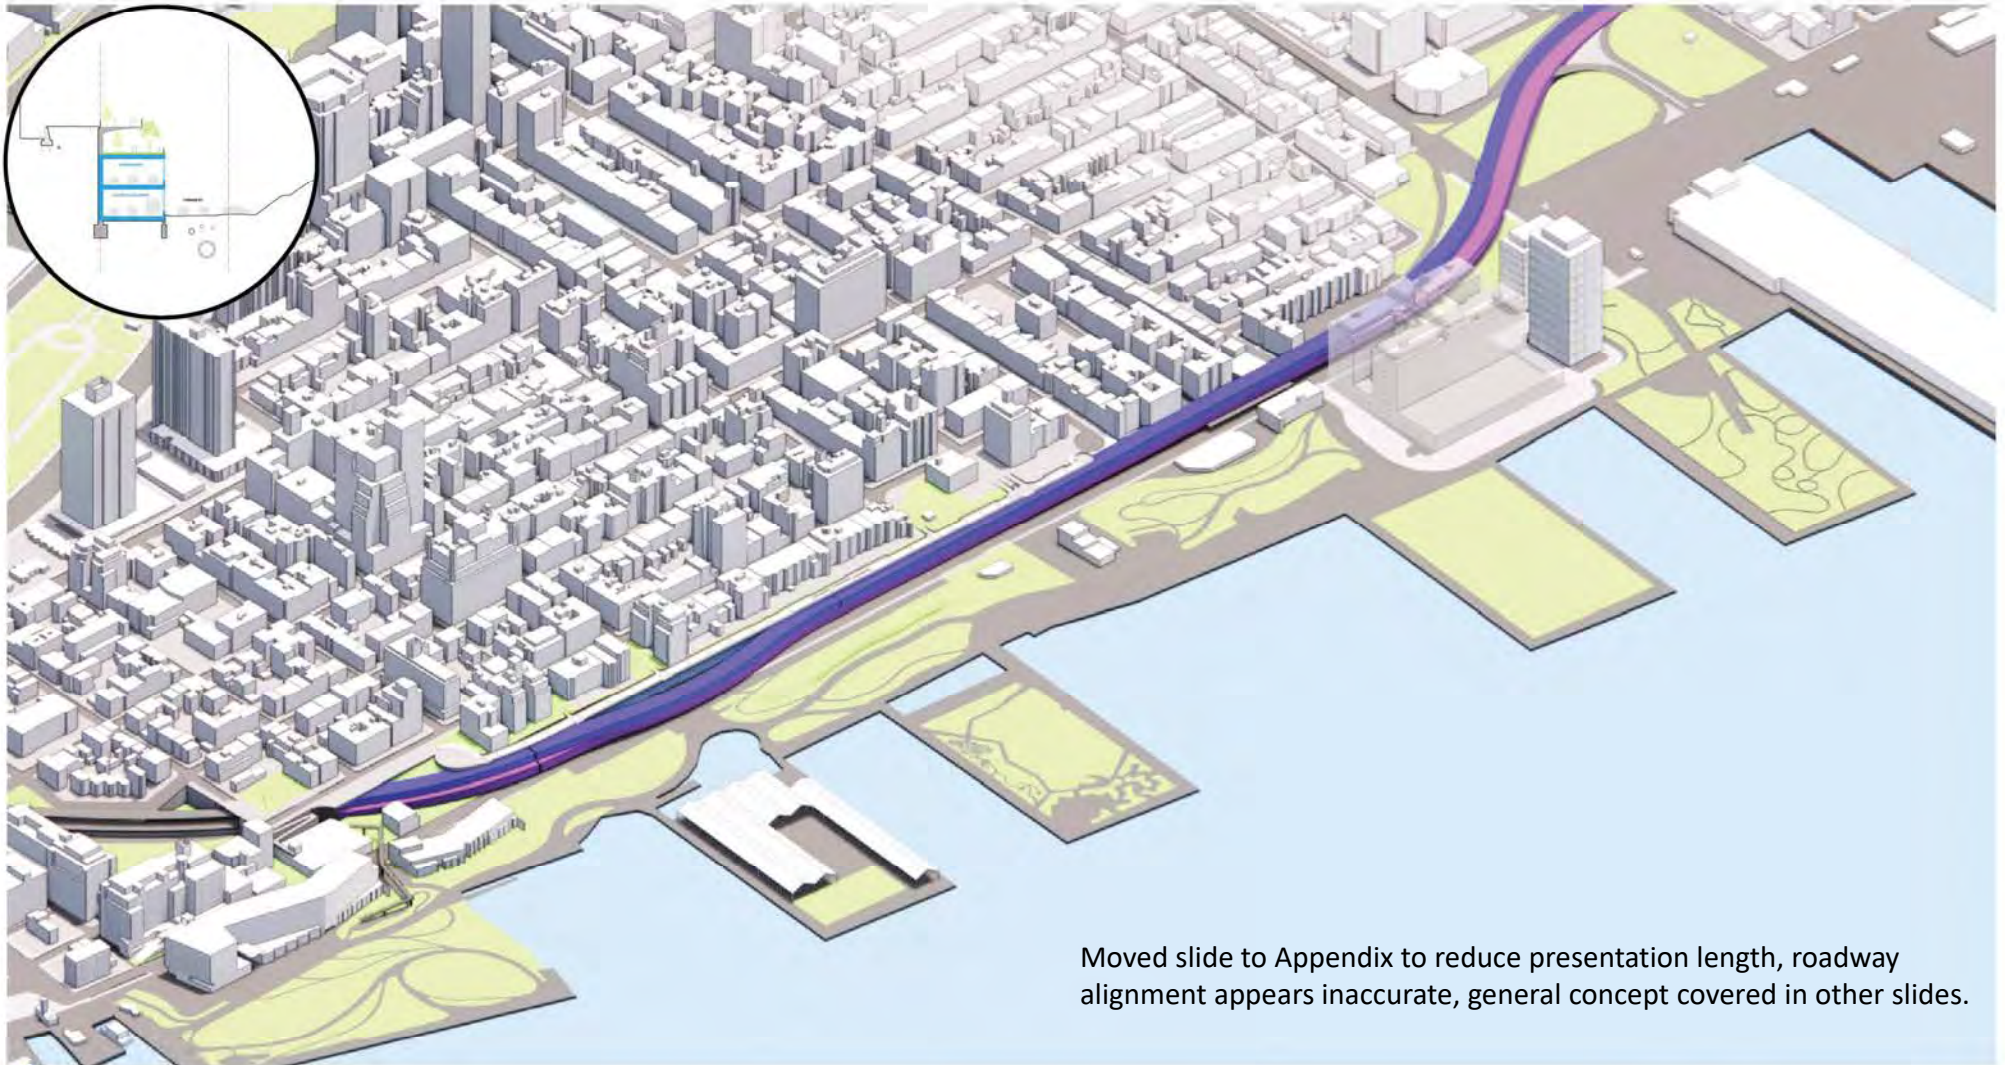 Moved slide to Appendix to reduce presentation length, roadway
alignment appears inaccurate, general concept covered in other slides.